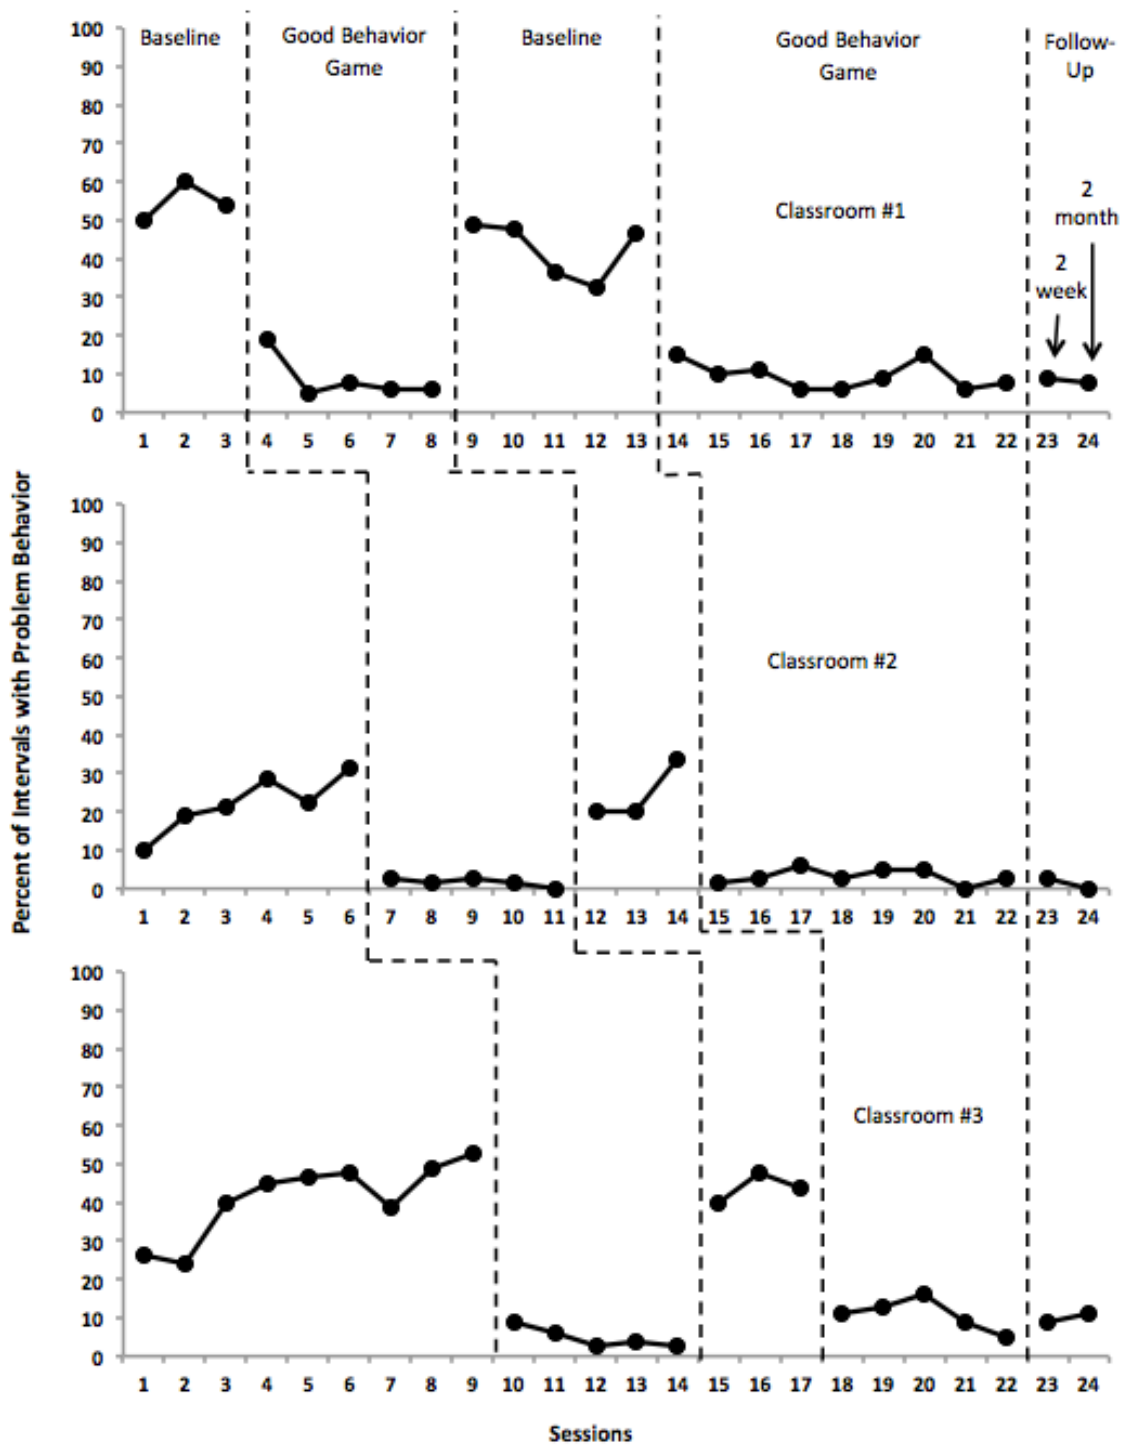 Baseline
Good Behavior
Game
Baseline
Good Behavior
Game
Follow-
Up
100
90
80
70
60
50
40
30
20
10
0
Classroom #1
2
month
2
week
1 2 3 4 5 6 7 8 9 10 11 12 13 14 15 16 17 18 19 20 21 22 23 24
Percent of Intervals with Problem Behavior
100
90
80
70
60
50
40
30
20
10
0
Classroom #2
1 2 3 4 5 6 7 8 9 10 11 12 13 14 15 16 17 18 19 20 21 22 23 24
100
90
80
70
60
50
40
30
20
10
0
Classroom #3
1 2 3 4 5 6 7 8 9 10 11 12 13 14 15 16 17 18 19 20 21 22 23 24
Sessions